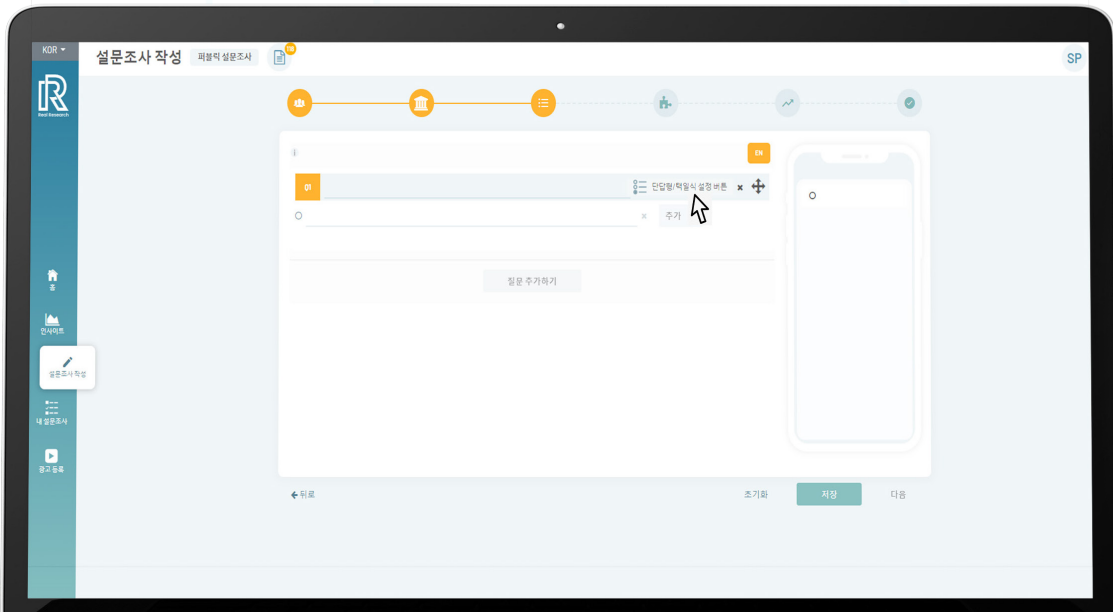 KOR
설문조사 작성
퍼블릭 설문조사
SP
R
Real Research
EN
Q1
단답형/택일식 설정 버튼
추가
질문 추가하기
홈
인사이트
설문조사 작성
내 설문조사
광고 등록
뒤로
초기화
저장
다음